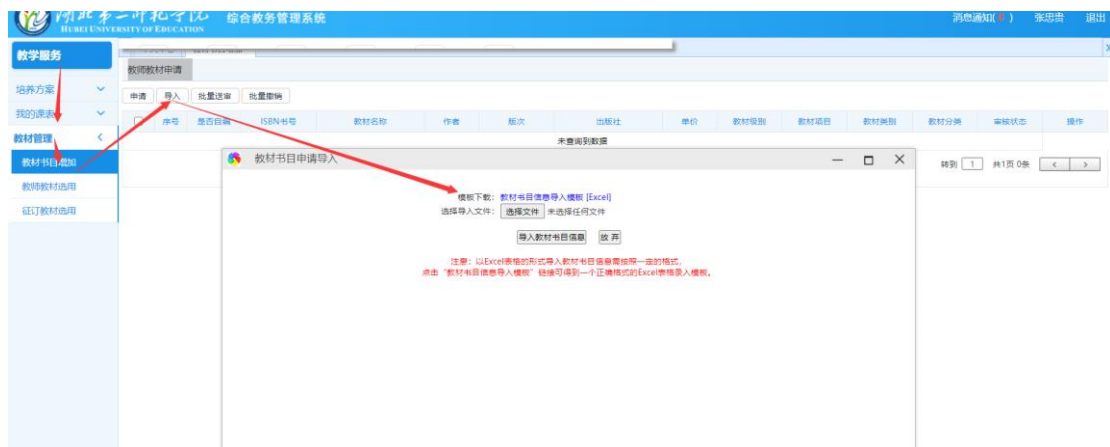 湖北第二师范学院 综合教务管理系统 消息通知(0) 张忠贵 退出
HUBEI UNIVERSITY OF EDUCATION
教学服务
教师教材申请
培养方案
申请 导入 批量送审 批量撤销
我的课表
序号 是否自编 ISBN书号 教材名称 作者 版次 出版社 单价 教材级别 教材项目 教材类别 教材分类 审核状态 操作
教材管理
未查询到数据
教材书目增加
教材书目申请导入
转到 1 共1页 0条
教师教材选用
模板下载: 教材书目信息导入模板 [Excel]
征订教材选用
选择导入文件: 选择文件 未选择任何文件
导入教材书目信息 放 弃
注意：以Excel表格的形式导入教材书目信息需按照一定的格式,
点击“教材书目信息导入模板”链接可得到一个正确格式的Excel表格录入模板。